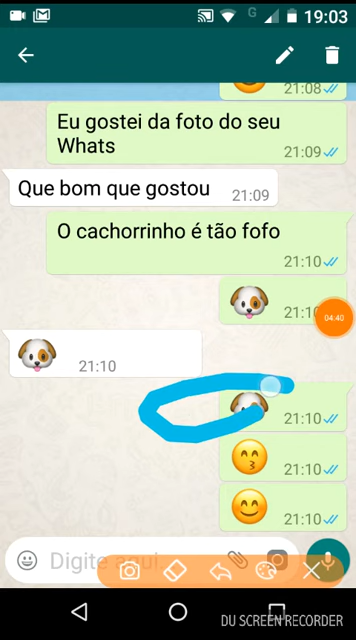 G
19:03
21:08
Eu gostei da foto do seu
Whats
21:09
Que bom que gostou 21:09
O cachorrinho é tão fofo
21:10
21:10
04:40
21:10
21:10
21:10
21:10
Digite aqui...
DU SCREEN RECORDER